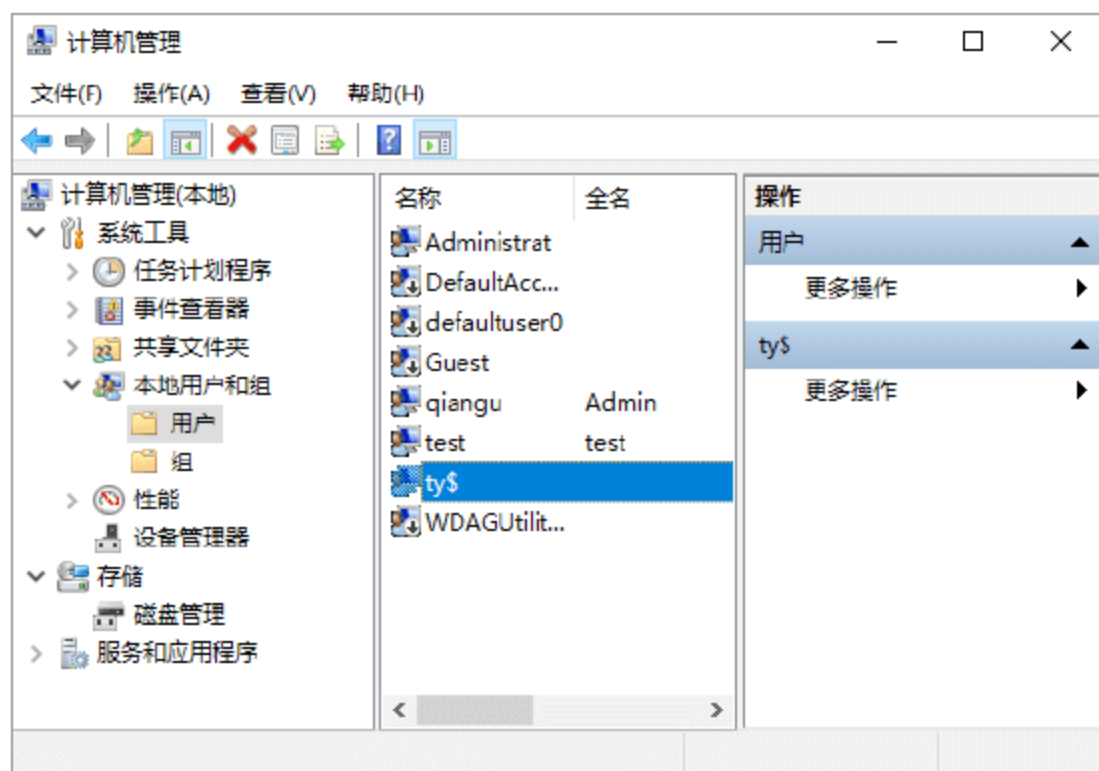 计算机管理
文件(F) 操作(A) 查看(V) 帮助(H)
计算机管理(本地)
系统工具
任务计划程序
事件查看器
共享文件夹
本地用户和组
用户
组
性能
设备管理器
存储
磁盘管理
服务和应用程序
名称 全名
Administrat
DefaultAcc...
defaultuser0
Guest
qiangu Admin
test test
ty$
WDAGUtilit...
操作
用户
更多操作
ty$
更多操作